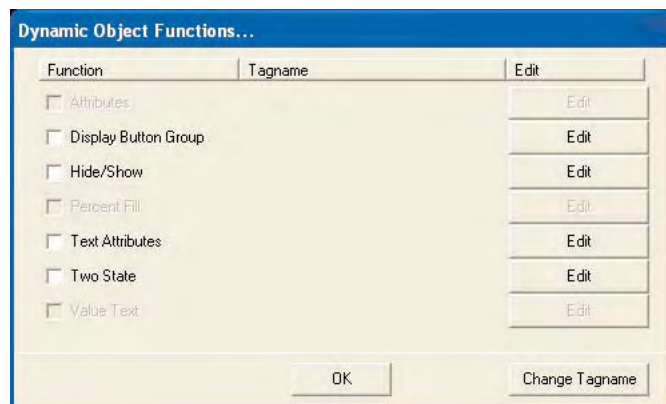 Dynamic Object Functions...
Function Tagname Edit
Attributes Edit
Display Button Group Edit
Hide/Show Edit
Percent Fill Edit
Text Attributes Edit
Two State Edit
Value Text Edit
OK Change Tagname